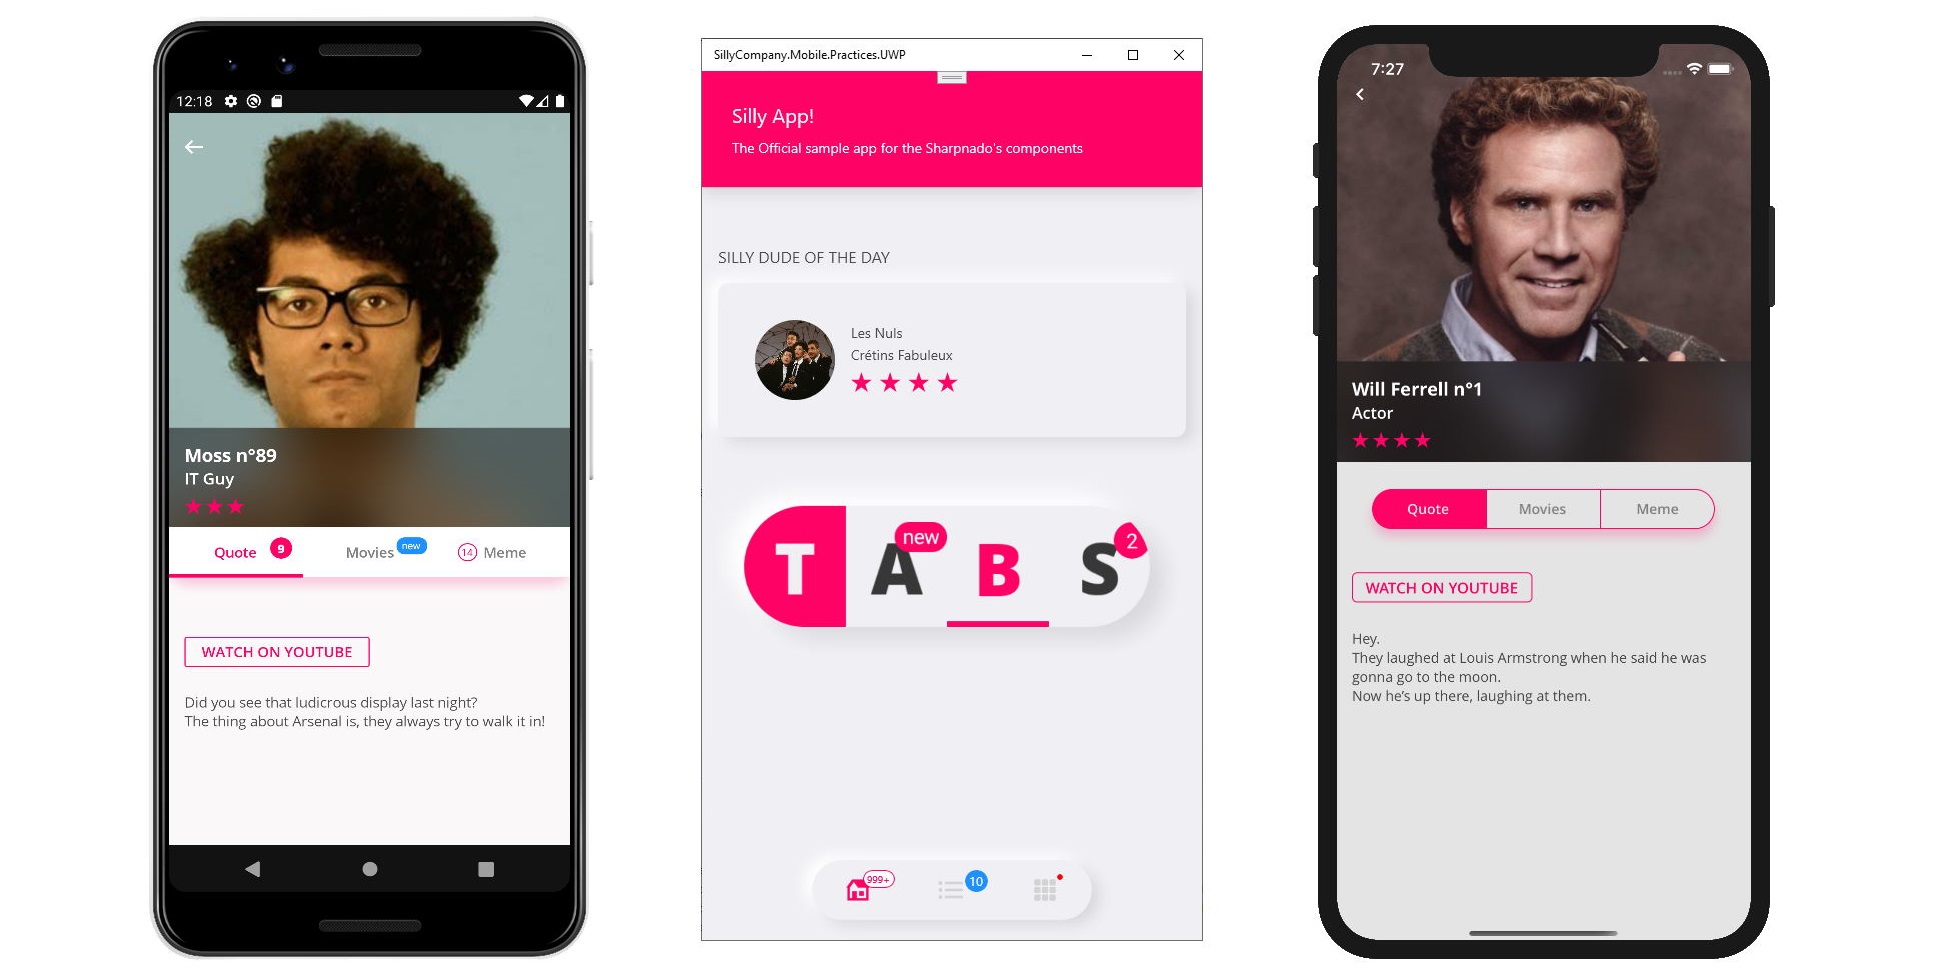 12:18
Moss n°89
IT Guy
Quote 9
Movies new
14 Meme
WATCH ON YOUTUBE
Did you see that ludicrous display last night?
The thing about Arsenal is, they always try to walk it in!
SillyCompany.Mobile.Practices.UWP
Silly App!
The Official sample app for the Sharpnado's components
SILLY DUDE OF THE DAY
Les Nuls
Crétins Fabuleux
TABS
new
2
999+
10
7:27
Will Ferrell n°1
Actor
Quote
Movies
Meme
WATCH ON YOUTUBE
Hey.
They laughed at Louis Armstrong when he said he was
gonna go to the moon.
Now he’s up there, laughing at them.